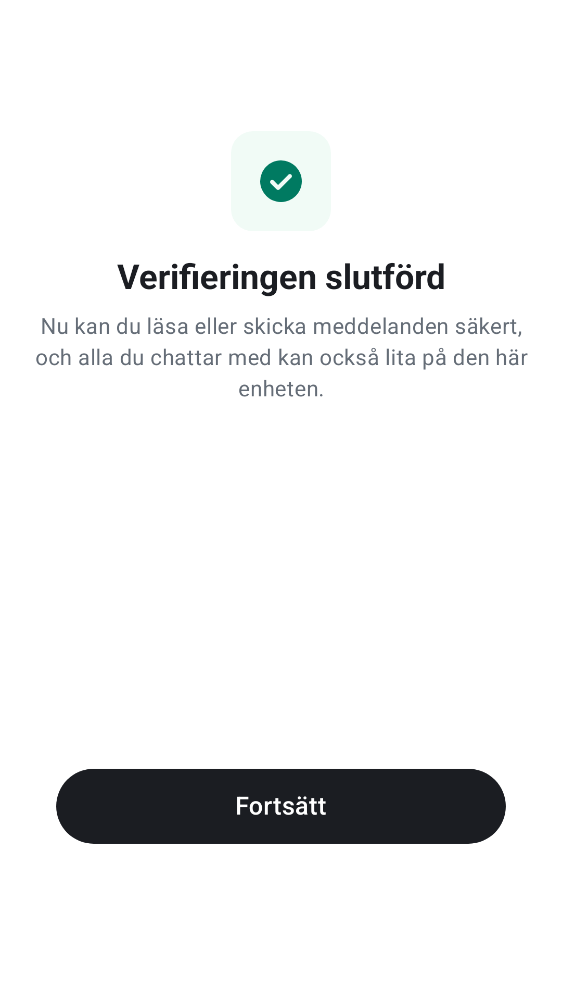 Verifieringen slutförd
Nu kan du läsa eller skicka meddelanden säkert,
och alla du chattar med kan också lita på den här
enheten.
Fortsätt